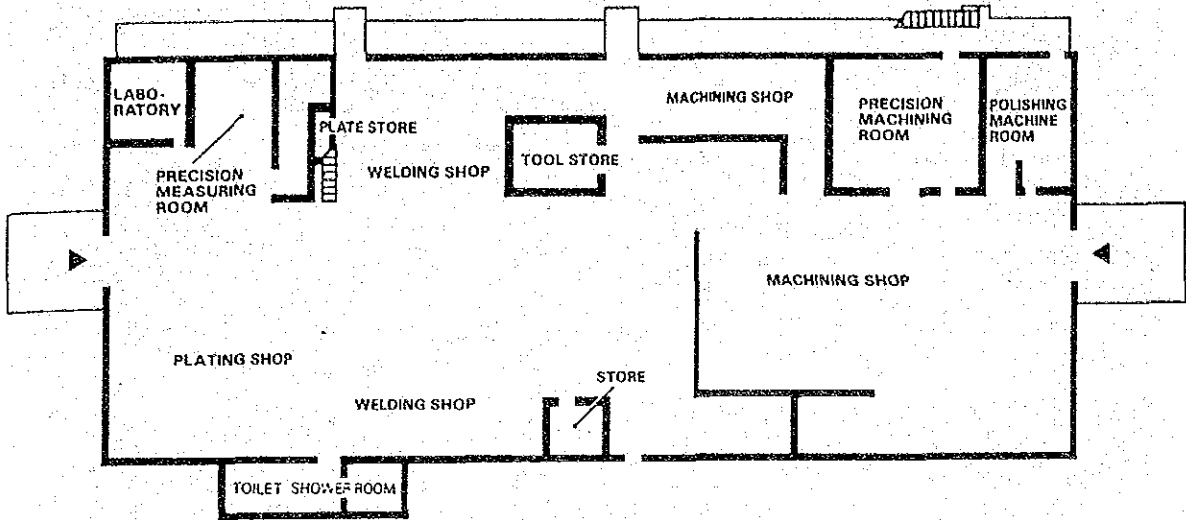 LABO-
RATORY
PRECISION
MEASURING
ROOM
PLATE STORE
WELDING SHOP
TOOL STORE
MACHINING SHOP
PRECISION
MACHINING
ROOM
POLISHING
MACHINE
ROOM
MACHINING SHOP
PLATING SHOP
WELDING SHOP
STORE
TOILET SHOWER ROOM